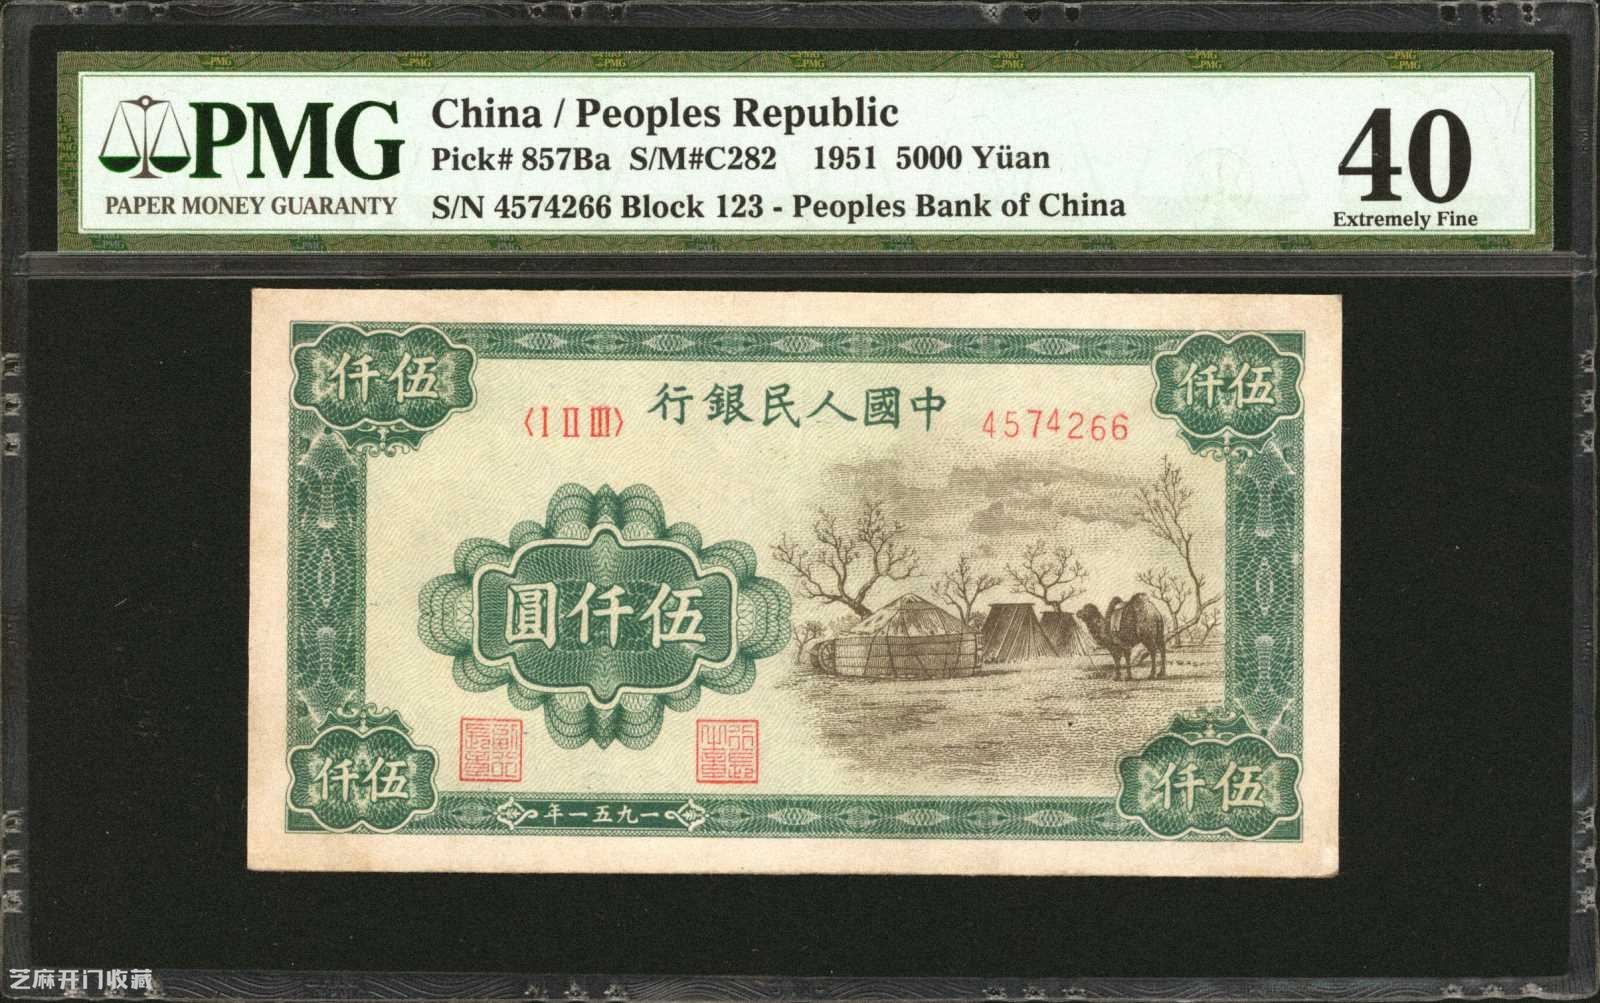 PMG
PAPER MONEY GUARANTY
China / Peoples Republic
Pick# 857Ba S/M#C282 1951 5000 Yüan
S/N 4574266 Block 123 - Peoples Bank of China
40
Extremely Fine
仟伍
仟伍
行銀民人國中
〈I II III〉
4574266
圓仟伍
仟伍
年一五九一
仟伍
芝麻开门收藏